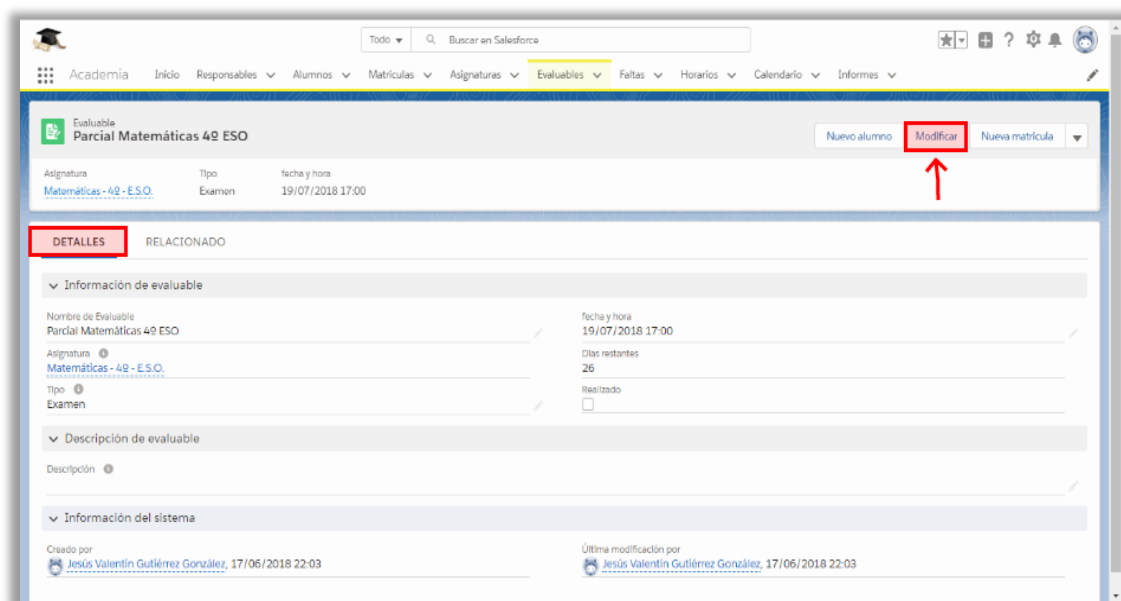 Todo Buscar en Salesforce
Academia Inicio Responsables Alumnos Matrículas Asignaturas Evaluables Faltas Horarios Calendario Informes
Evaluable
Parcial Matemáticas 4º ESO
Nuevo alumno Modificar Nueva matrícula
Asignatura Tipo fecha y hora
Matemáticas - 4º - E.S.O. Examen 19/07/2018 17:00
DETALLES RELACIONADO
Información de evaluable
Nombre de Evaluable fecha y hora
Parcial Matemáticas 4º ESO 19/07/2018 17:00
Asignatura Días restantes
Matemáticas - 4º - E.S.O. 26
Tipo Realizado
Examen
Descripción de evaluable
Descripción
Información del sistema
Creado por Última modificación por
Jesús Valentín Gutiérrez González, 17/06/2018 22:03 Jesús Valentín Gutiérrez González, 17/06/2018 22:03